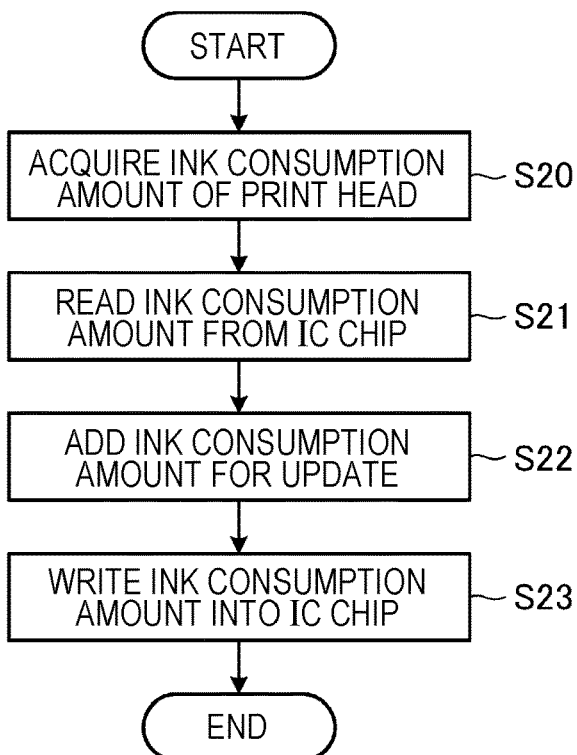 START
ACQUIRE INK CONSUMPTION
AMOUNT OF PRINT HEAD
S20
READ INK CONSUMPTION
AMOUNT FROM IC CHIP
S21
ADD INK CONSUMPTION
AMOUNT FOR UPDATE
S22
WRITE INK CONSUMPTION
AMOUNT INTO IC CHIP
S23
END